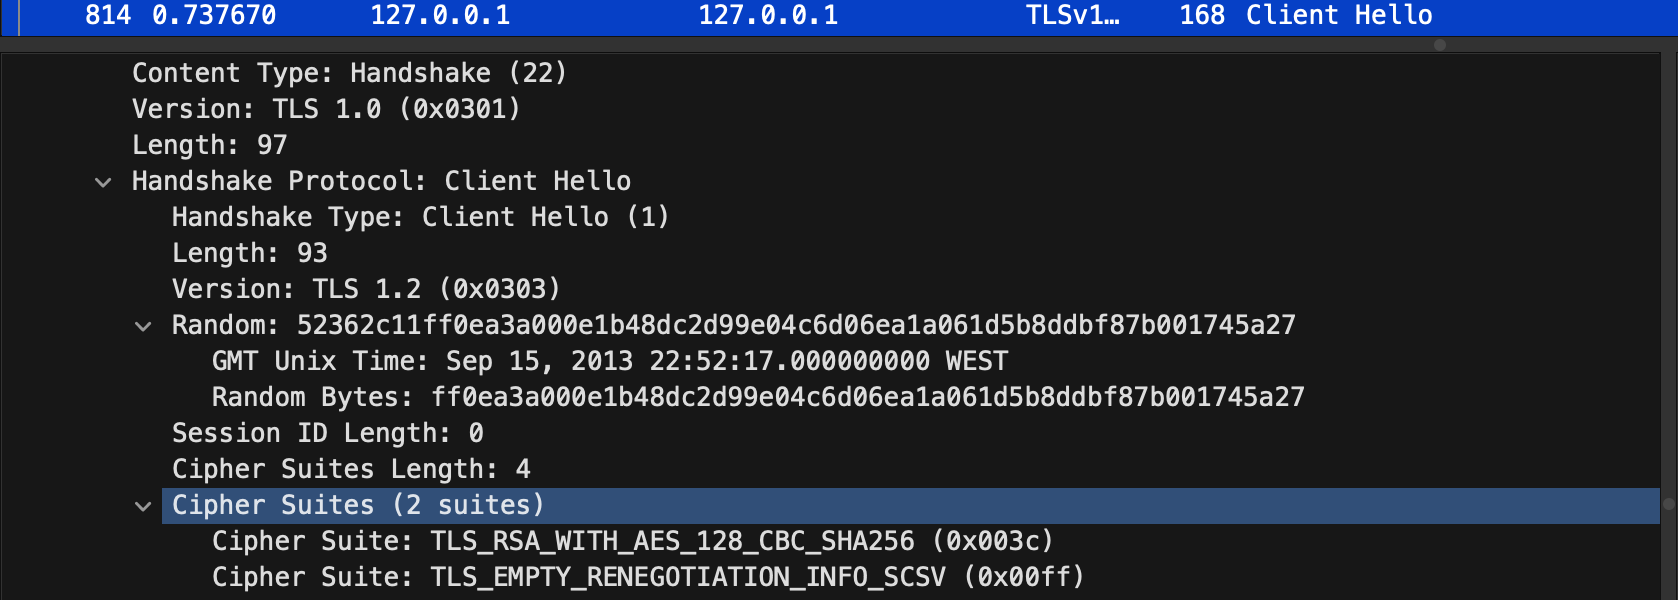 814 0.737670 127.0.0.1 127.0.0.1 TLSv1… 168 Client Hello
Content Type: Handshake (22)
Version: TLS 1.0 (0x0301)
Length: 97
Handshake Protocol: Client Hello
Handshake Type: Client Hello (1)
Length: 93
Version: TLS 1.2 (0x0303)
Random: 52362c11ff0ea3a000e1b48dc2d99e04c6d06ea1a061d5b8ddbf87b001745a27
GMT Unix Time: Sep 15, 2013 22:52:17.000000000 WEST
Random Bytes: ff0ea3a000e1b48dc2d99e04c6d06ea1a061d5b8ddbf87b001745a27
Session ID Length: 0
Cipher Suites Length: 4
Cipher Suites (2 suites)
Cipher Suite: TLS_RSA_WITH_AES_128_CBC_SHA256 (0x003c)
Cipher Suite: TLS_EMPTY_RENEGOTIATION_INFO_SCSV (0x00ff)